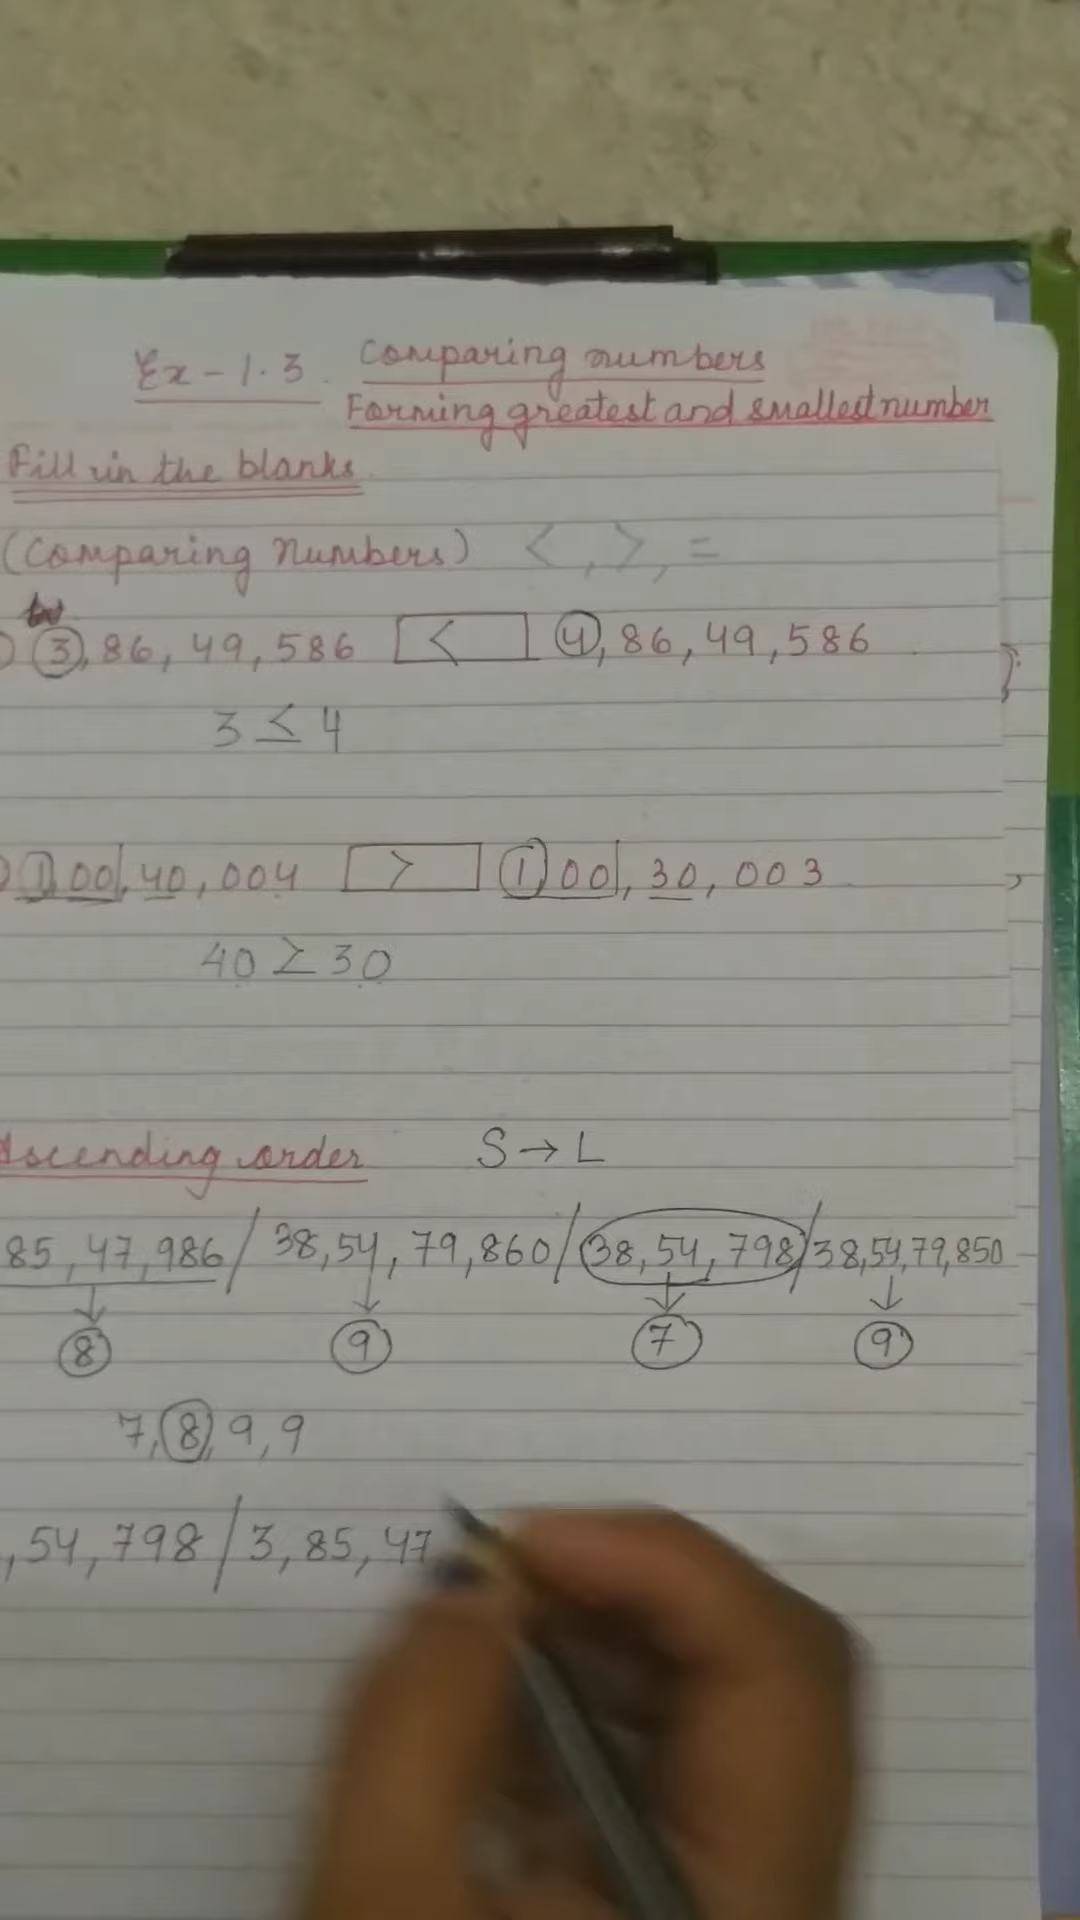 Ex - 1.3. Comparing numbers
Forming greatest and smallest number
Fill in the blanks
(Comparing Numbers) < , > , =
3,86,49,586 < 4,86,49,586
3 < 4
1,00,40,004 > 1,00,30,003
40 > 30
Ascending order S → L
85,47,986 / 38,54,79,860 / 38,54,798 / 38,54,79,850
8 9 7 9
7, 8, 9, 9
,54,798 / 3,85,47